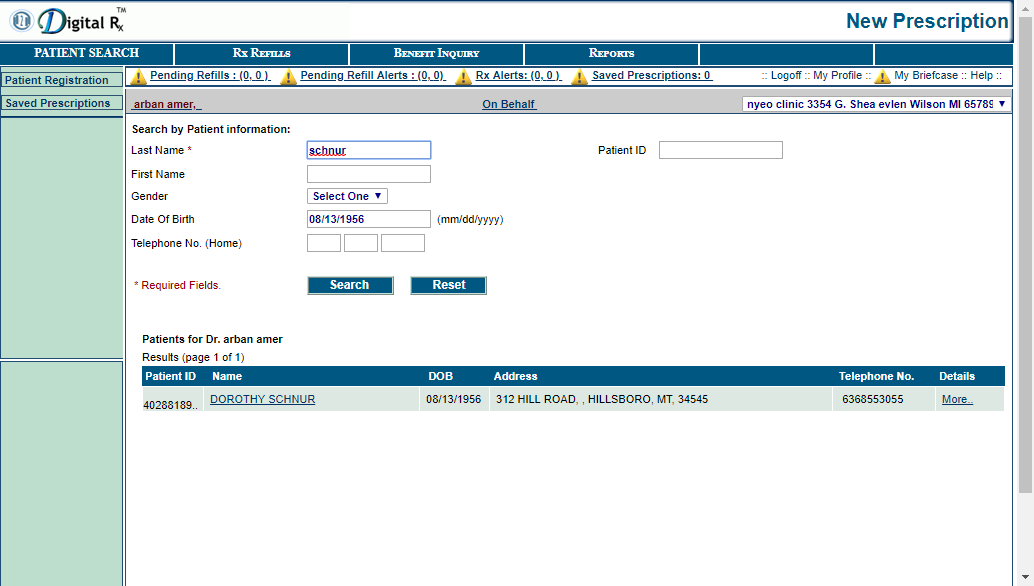 Digital Rx TM
New Prescription
PATIENT SEARCH
RX REFILLS
BENEFIT INQUIRY
REPORTS
Patient Registration
Saved Prescriptions
Pending Refills : (0, 0 )
Pending Refill Alerts : (0, 0)
Rx Alerts: (0, 0 )
Saved Prescriptions: 0
:: Logoff :: My Profile :: My Briefcase :: Help ::
arban amer,
On Behalf
nyeo clinic 3354 G. Shea evlen Wilson MI 65789
Search by Patient information:
Last Name * schnur
Patient ID
First Name
Gender Select One
Date Of Birth 08/13/1956 (mm/dd/yyyy)
Telephone No. (Home)
* Required Fields.
Search
Reset
Patients for Dr. arban amer
Results (page 1 of 1)
Patient ID Name DOB Address Telephone No. Details
40288189.. DOROTHY SCHNUR 08/13/1956 312 HILL ROAD, , HILLSBORO, MT, 34545 6368553055 More..